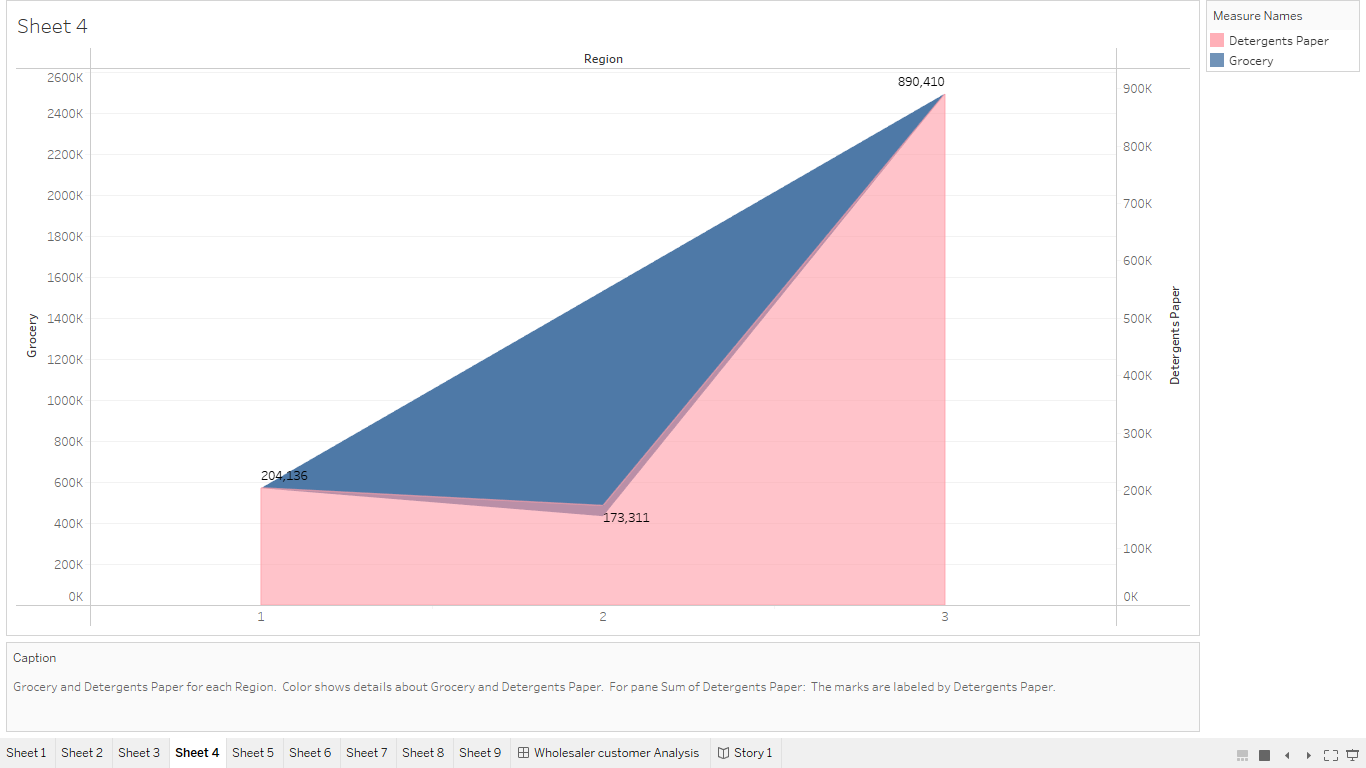 Sheet 4
Measure Names
Detergents Paper
Grocery
Region
2600K
2400K
2200K
2000K
1800K
1600K
1400K
1200K
1000K
800K
600K
400K
200K
0K
Grocery
890,410
204,136
173,311
900K
800K
700K
600K
500K
400K
300K
200K
100K
0K
Detergents Paper
1 2 3
Caption
Grocery and Detergents Paper for each Region. Color shows details about Grocery and Detergents Paper. For pane Sum of Detergents Paper: The marks are labeled by Detergents Paper.
Sheet 1 Sheet 2 Sheet 3 Sheet 4 Sheet 5 Sheet 6 Sheet 7 Sheet 8 Sheet 9 Wholesaler customer Analysis Story 1